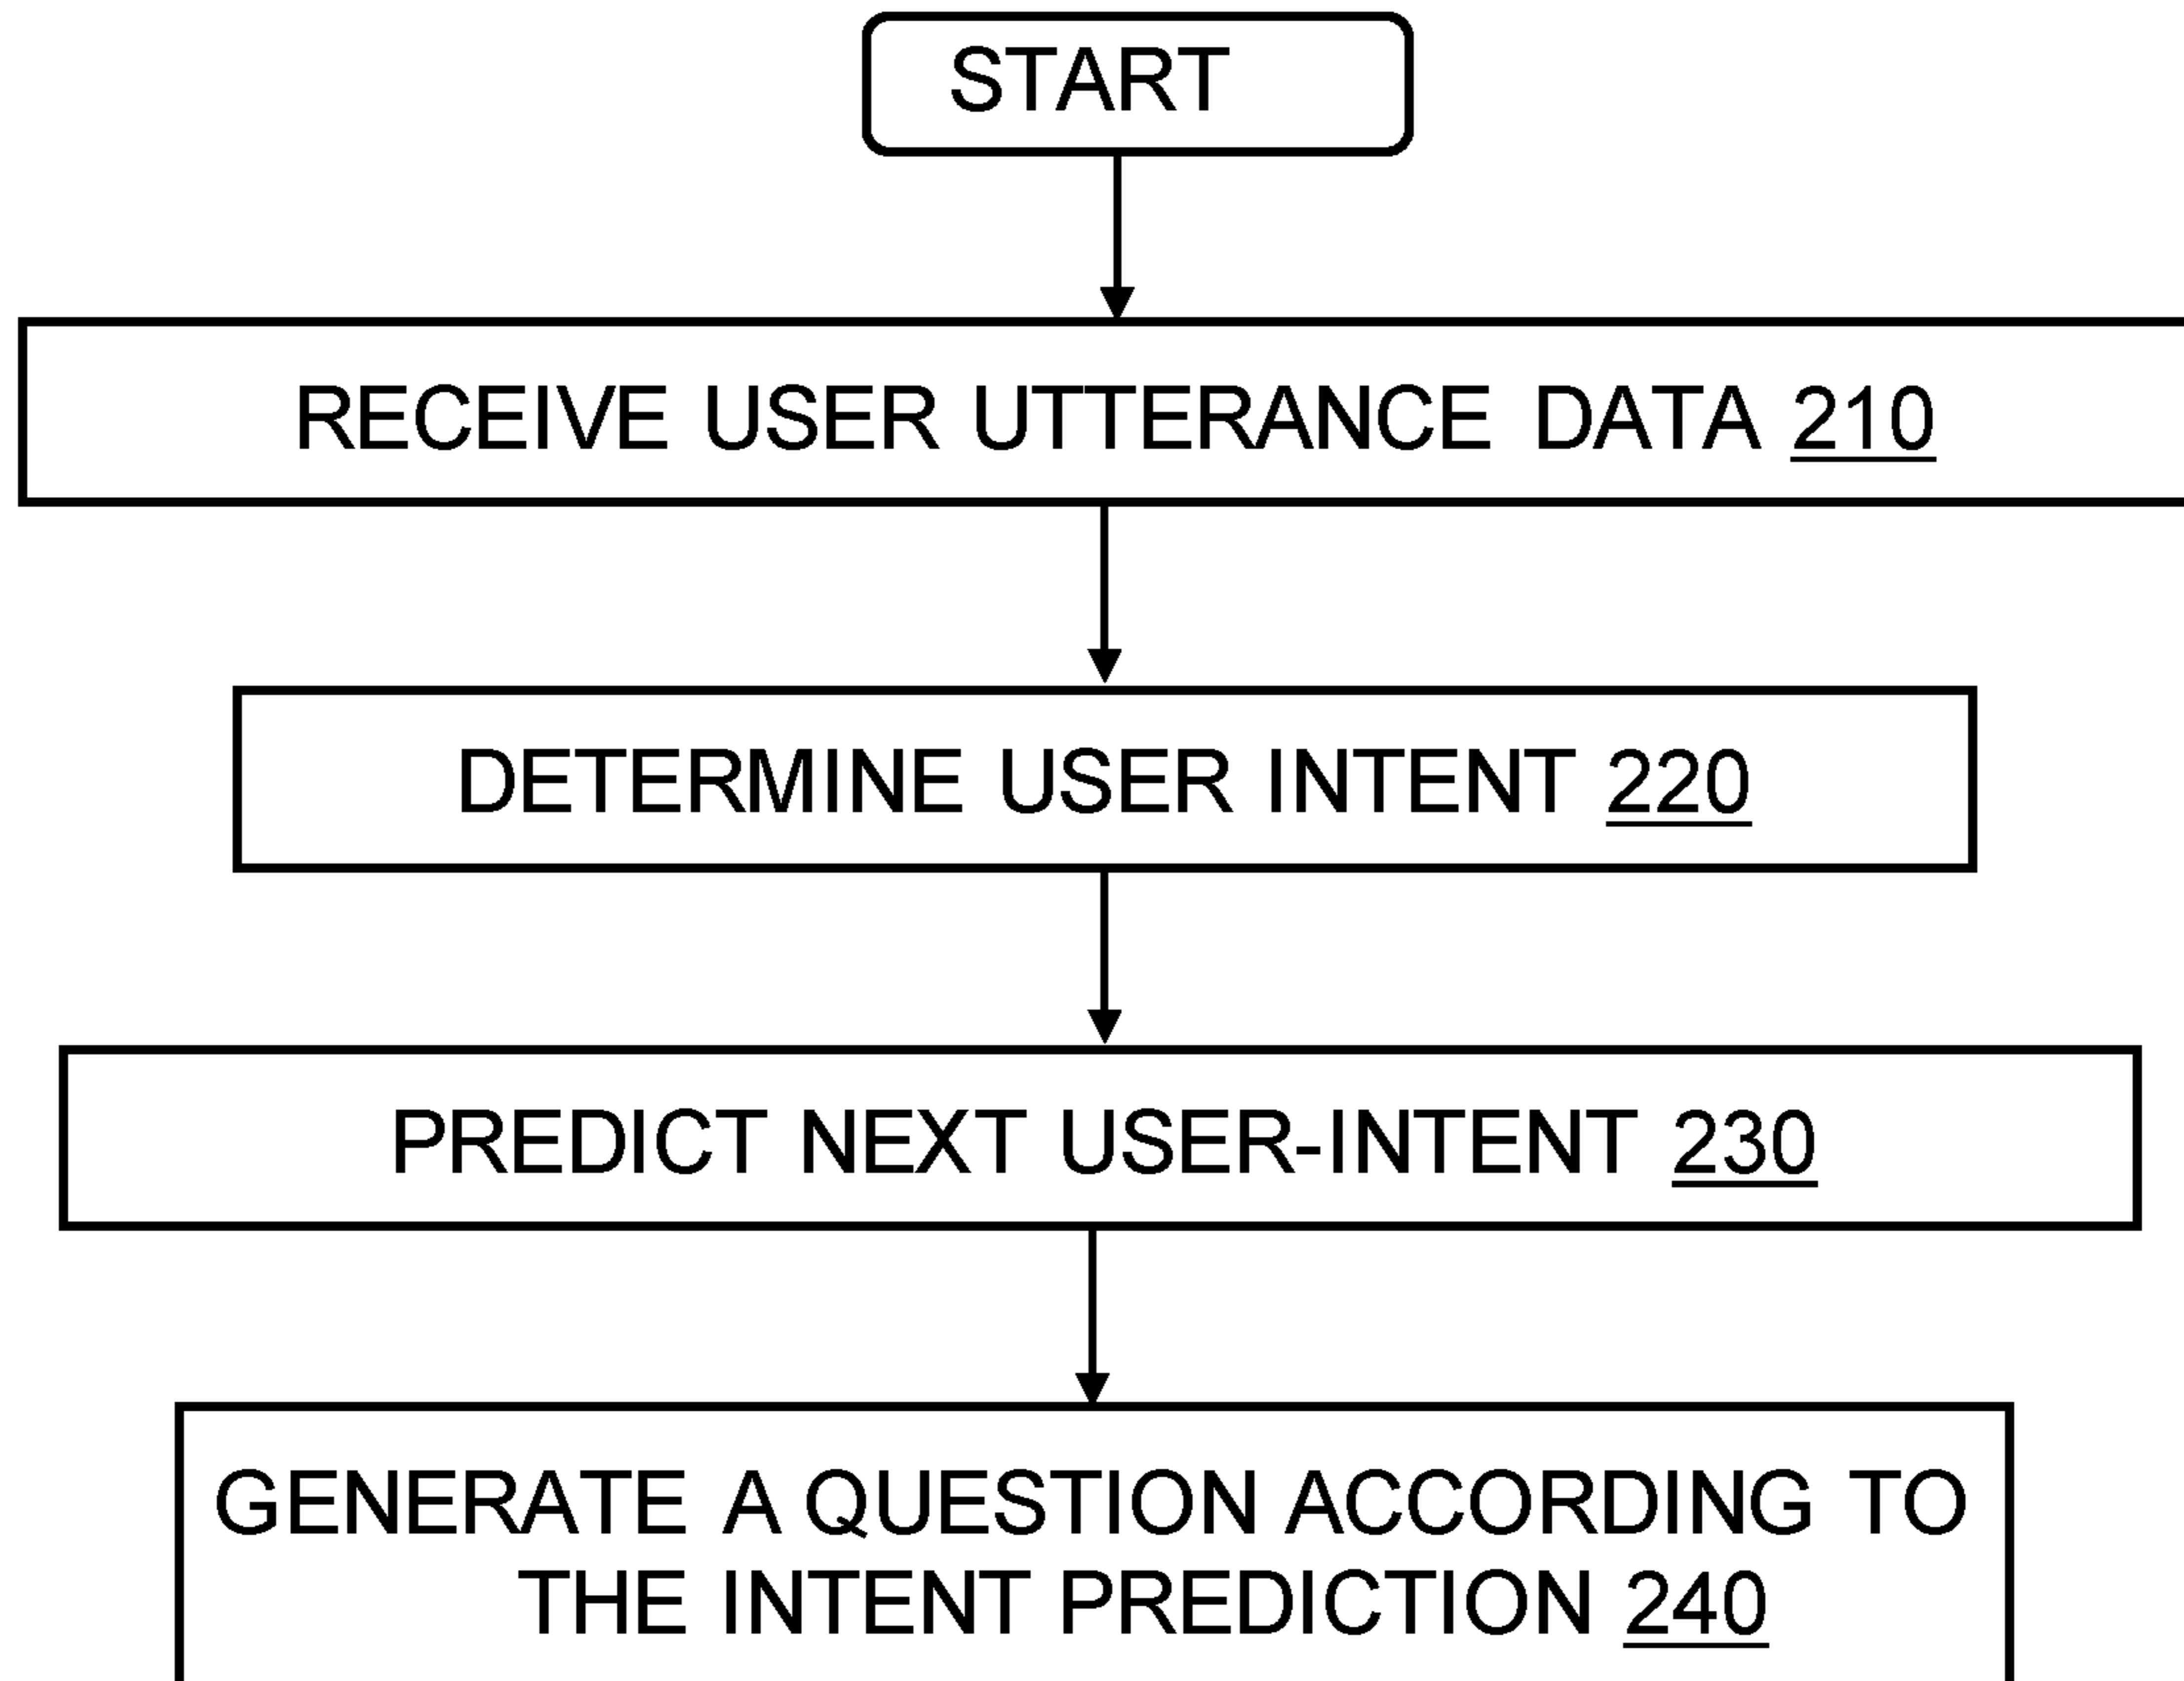 START
RECEIVE USER UTTERANCE DATA 210
DETERMINE USER INTENT 220
PREDICT NEXT USER-INTENT 230
GENERATE A QUESTION ACCORDING TO
THE INTENT PREDICTION 240